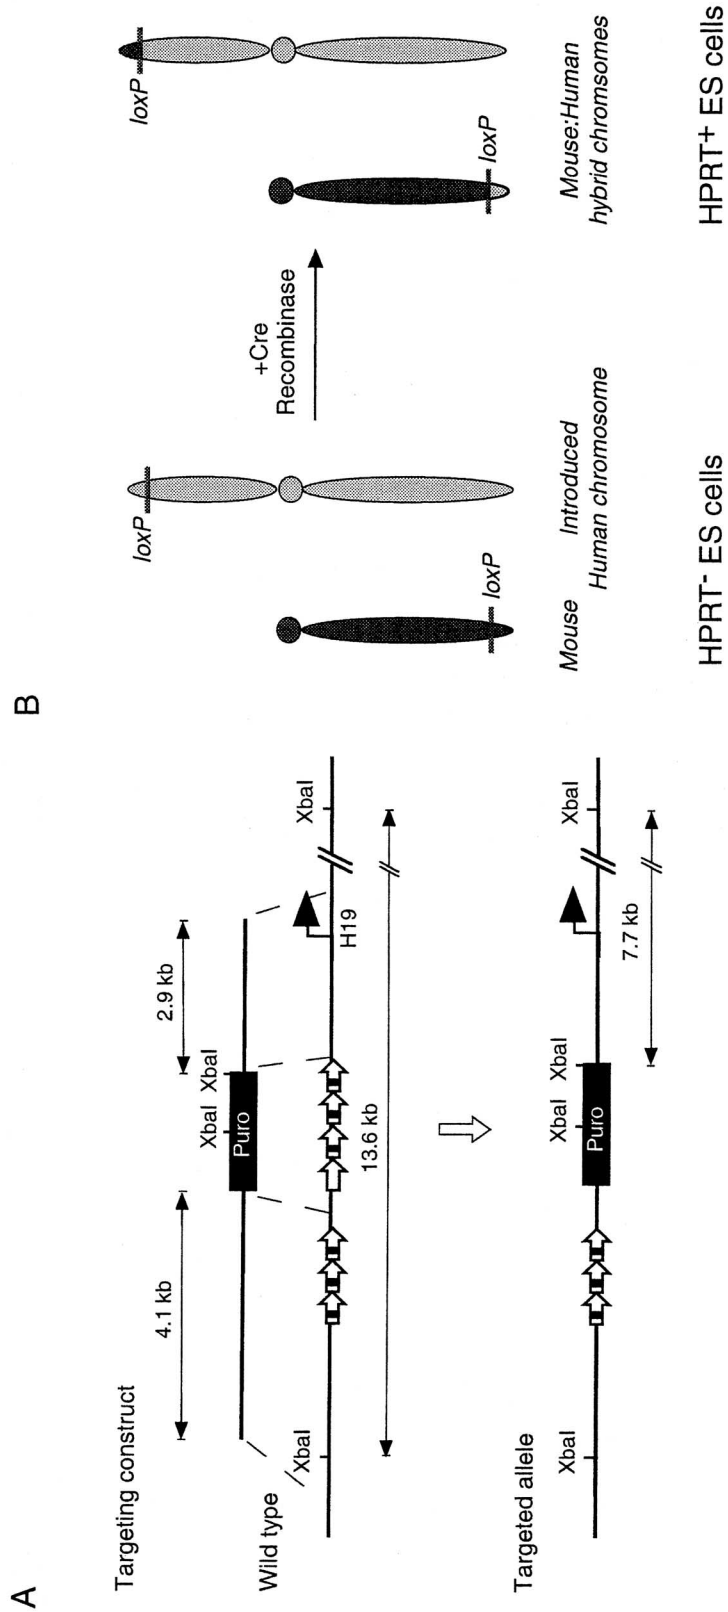 A
Targeting construct
4.1 kb
2.9 kb
XbaI XbaI
Puro
Wild type
XbaI
H19
XbaI
13.6 kb
Targeted allele
XbaI
XbaI XbaI
Puro
XbaI
7.7 kb
B
loxP
loxP
Mouse
Introduced
Human chromosome
HPRT- ES cells
+Cre
Recombinase
loxP
loxP
Mouse:Human
hybrid chromsomes
HPRT+ ES cells